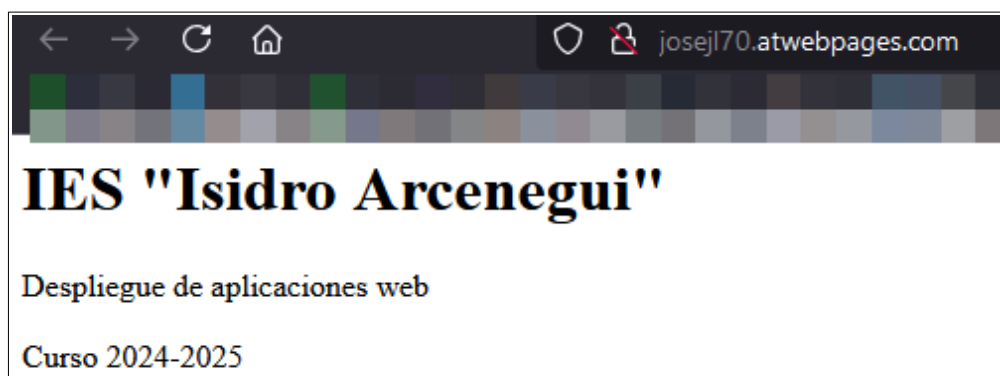 josejl70.atwebpages.com
IES "Isidro Arcenegui"
Despliegue de aplicaciones web
Curso 2024-2025